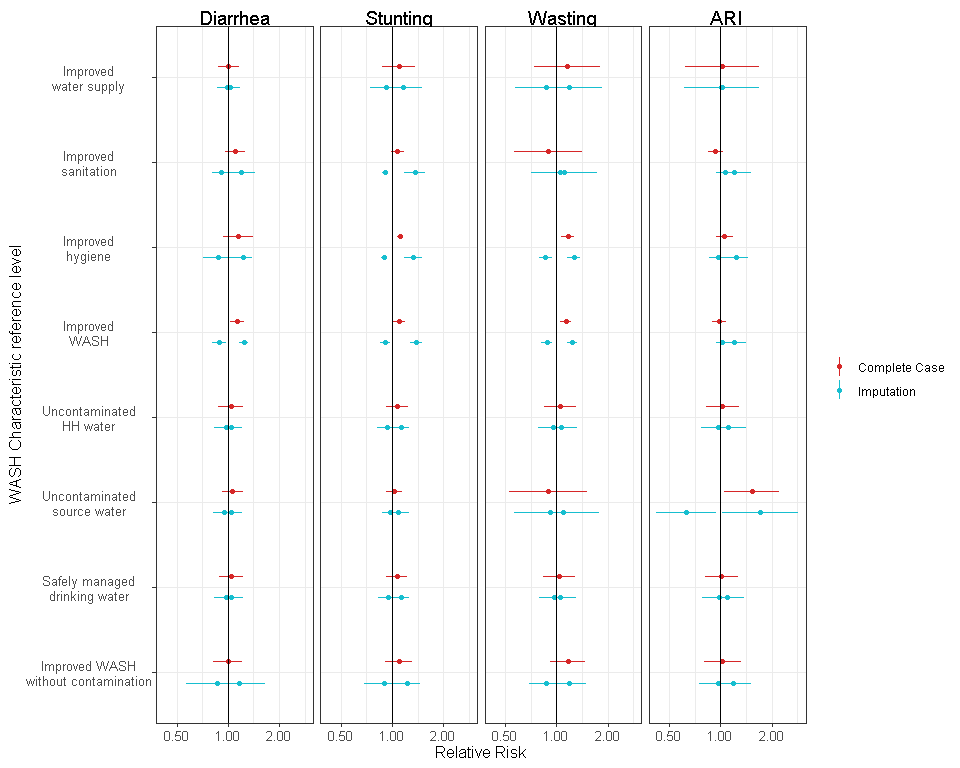 Diarrhea Stunting Wasting ARI
WASH Characteristic reference level
Improved
water supply
Improved
sanitation
Improved
hygiene
Improved
WASH
Uncontaminated
HH water
Uncontaminated
source water
Safely managed
drinking water
Improved WASH
without contamination
0.50 1.00 2.00 0.50 1.00 2.00 0.50 1.00 2.00 0.50 1.00 2.00
Relative Risk
Complete Case
Imputation